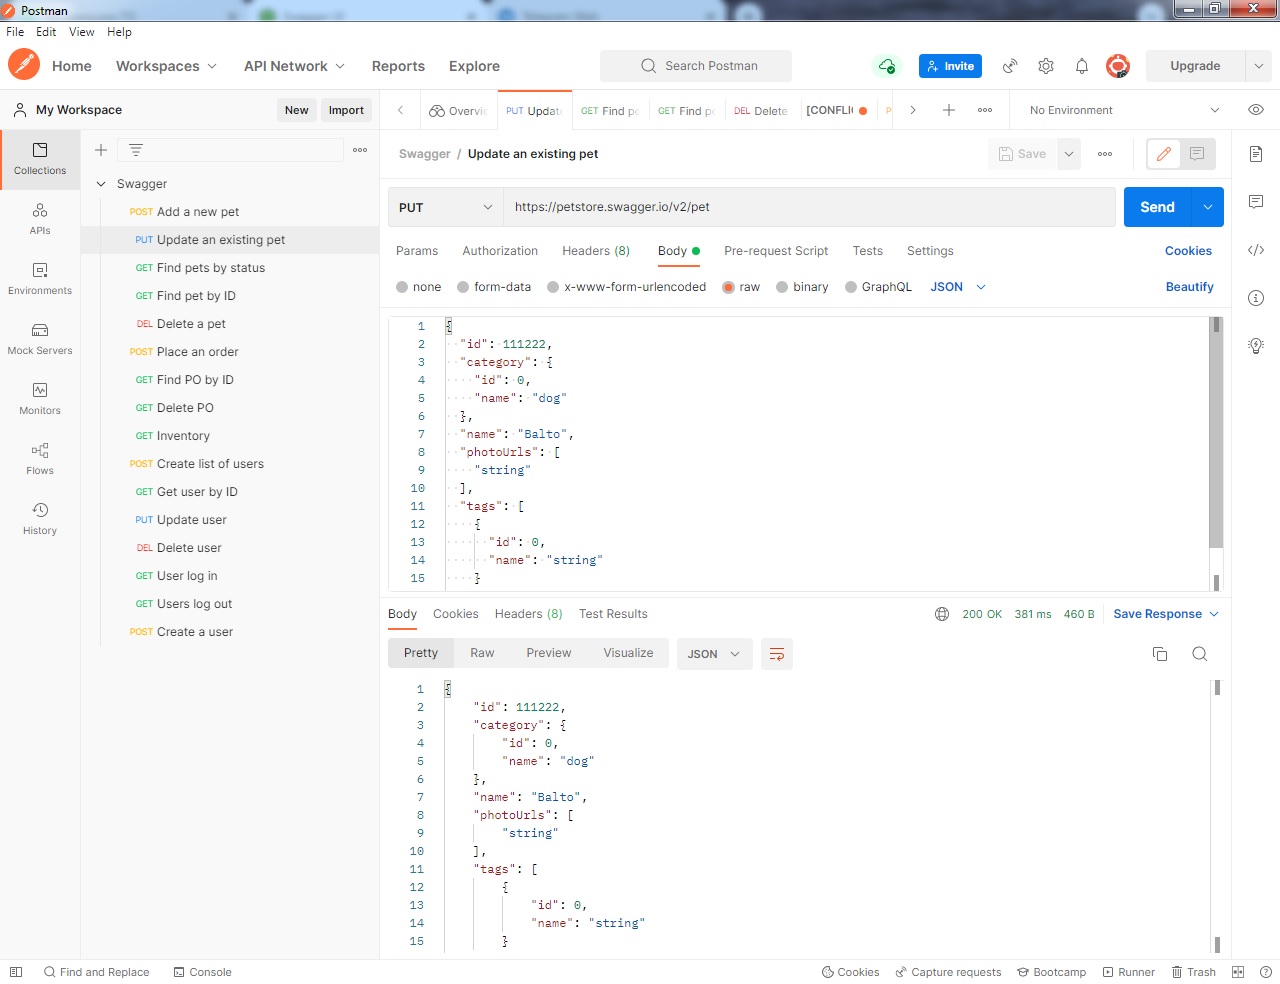 Postman
File Edit View Help
Home Workspaces API Network Reports Explore Search Postman Invite Upgrade
My Workspace New Import Overvie PUT Update GET Find pe GET Find pe DEL Delete [CONFLIC No Environment
Collections
APIs
Environments
Mock Servers
Monitors
Flows
History
Swagger
POST Add a new pet
PUT Update an existing pet
GET Find pets by status
GET Find pet by ID
DEL Delete a pet
POST Place an order
GET Find PO by ID
GET Delete PO
GET Inventory
POST Create list of users
GET Get user by ID
PUT Update user
DEL Delete user
GET User log in
GET Users log out
POST Create a user
Swagger / Update an existing pet Save
PUT https://petstore.swagger.io/v2/pet Send
Params Authorization Headers (8) Body Pre-request Script Tests Settings Cookies
none form-data x-www-form-urlencoded raw binary GraphQL JSON Beautify
1 {
2 "id": 111222,
3 "category": {
4 "id": 0,
5 "name": "dog"
6 },
7 "name": "Balto",
8 "photoUrls": [
9 "string"
10 ],
11 "tags": [
12 {
13 "id": 0,
14 "name": "string"
15 }
Body Cookies Headers (8) Test Results 200 OK 381 ms 460 B Save Response
Pretty Raw Preview Visualize JSON
1 {
2 "id": 111222,
3 "category": {
4 "id": 0,
5 "name": "dog"
6 },
7 "name": "Balto",
8 "photoUrls": [
9 "string"
10 ],
11 "tags": [
12 {
13 "id": 0,
14 "name": "string"
15 }
Find and Replace Console Cookies Capture requests Bootcamp Runner Trash